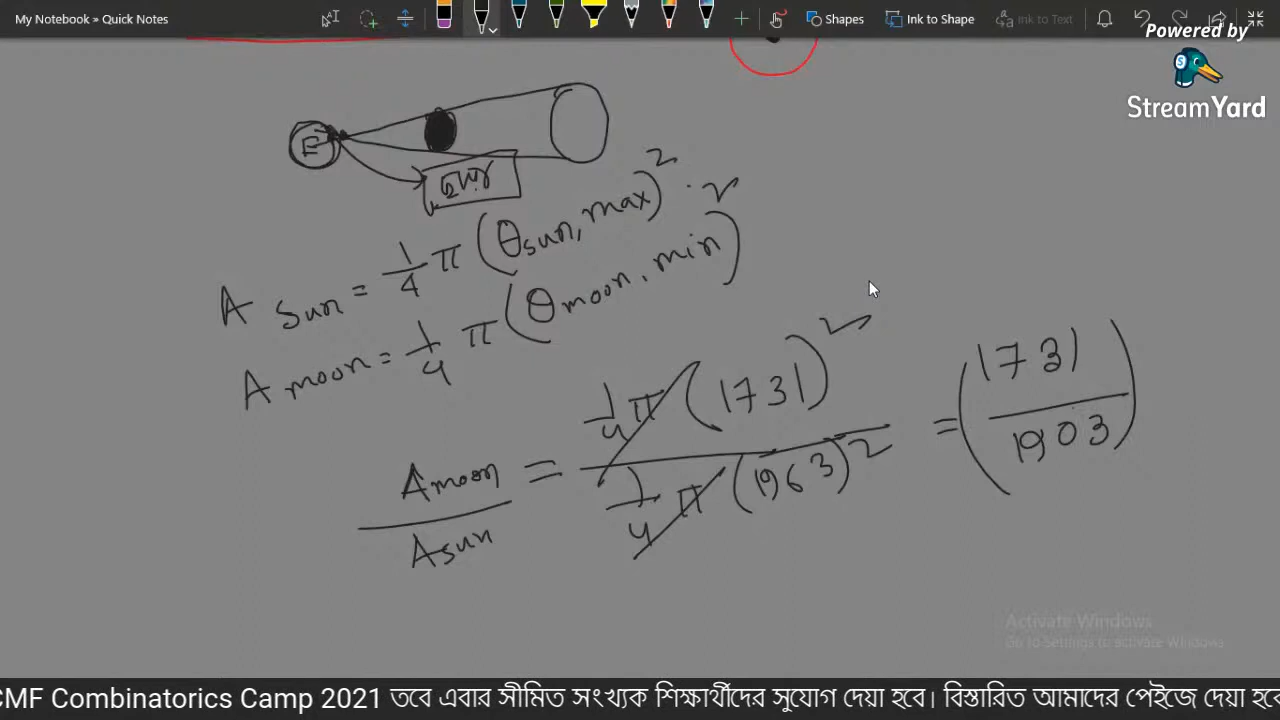 My Notebook » Quick Notes
Shapes
Ink to Shape
Ink to Text
Powered by
StreamYard
E
A sun = 1/4 π (θsun, max)²
A moon = 1/4 π (θmoon, min)²
Amoon/Asun = 1/4 π (1731)² / 1/4 π (1963)² = (1731/1903)
Activate Windows
Go to Settings to activate Windows.
CMF Combinatorics Camp 2021 তবে এবার সীমিত সংখ্যক শিক্ষার্থীদের সুযোগ দেয়া হবে। বিস্তারিত আমাদের পেইজে দেয়া হবে